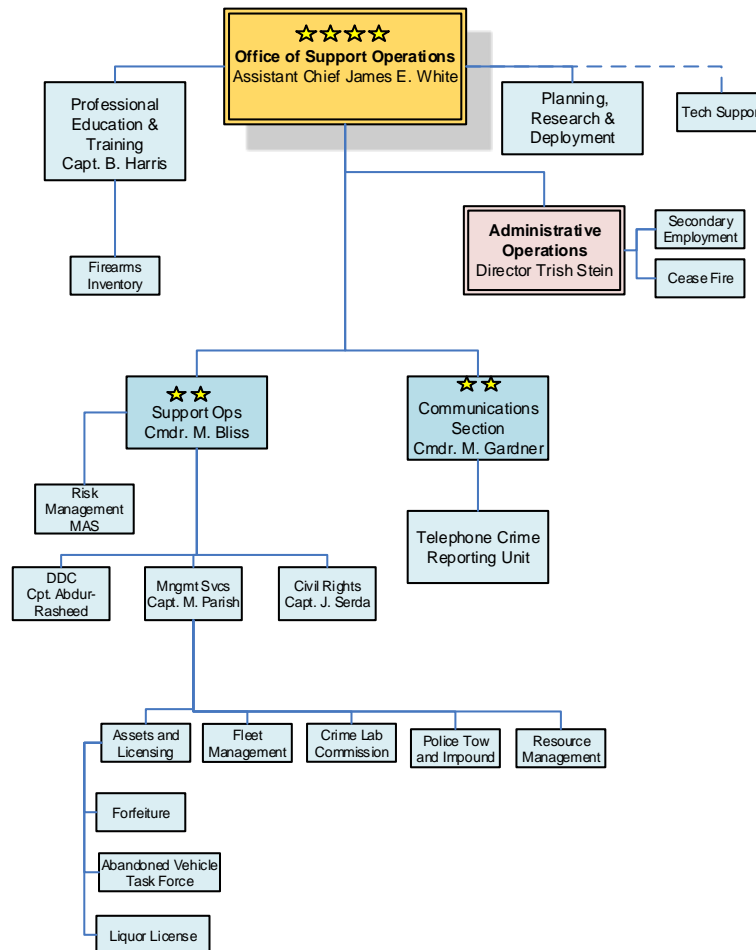 Office of Support Operations
Assistant Chief James E. White
Professional
Education &
Training
Capt. B. Harris
Planning,
Research &
Deployment
Tech Support
Firearms
Inventory
Administrative
Operations
Director Trish Stein
Secondary
Employment
Cease Fire
Support Ops
Cmdr. M. Bliss
Communications
Section
Cmdr. M. Gardner
Risk
Management
MAS
Telephone Crime
Reporting Unit
DDC
Cpt. Abdur-
Rasheed
Mngmt Svcs
Capt. M. Parish
Civil Rights
Capt. J. Serda
Assets and
Licensing
Fleet
Management
Crime Lab
Commission
Police Tow
and Impound
Resource
Management
Forfeiture
Abandoned Vehicle
Task Force
Liquor License